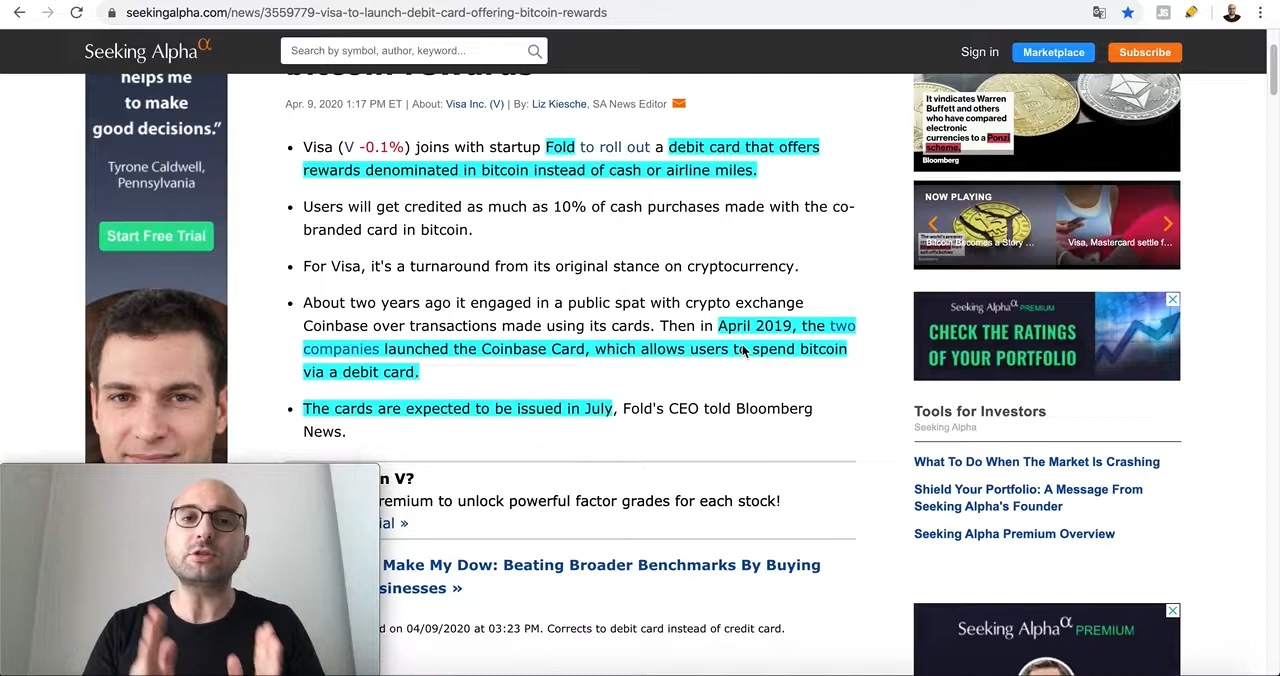 seekingalpha.com/news/3559779-visa-to-launch-debit-card-offering-bitcoin-rewards
Seeking Alpha α
Search by symbol, author, keyword...
Sign in
Marketplace
Subscribe
helps me
to make
good decisions.”
Tyrone Caldwell,
Pennsylvania
Start Free Trial
bitcoin rewards
Apr. 9, 2020 1:17 PM ET | About: Visa Inc. (V) | By: Liz Kiesche, SA News Editor
• Visa (V -0.1%) joins with startup Fold to roll out a debit card that offers
rewards denominated in bitcoin instead of cash or airline miles.
• Users will get credited as much as 10% of cash purchases made with the co-
branded card in bitcoin.
• For Visa, it's a turnaround from its original stance on cryptocurrency.
• About two years ago it engaged in a public spat with crypto exchange
Coinbase over transactions made using its cards. Then in April 2019, the two
companies launched the Coinbase Card, which allows users to spend bitcoin
via a debit card.
• The cards are expected to be issued in July, Fold's CEO told Bloomberg
News.
n V?
remium to unlock powerful factor grades for each stock!
ial »
Make My Dow: Beating Broader Benchmarks By Buying
sinesses »
d on 04/09/2020 at 03:23 PM. Corrects to debit card instead of credit card.
It vindicates Warren
Buffett and others
who have compared
electronic
currencies to a Ponzi
scheme.
Bloomberg
NOW PLAYING
Bitcoin Becomes a Story ...
Visa, Mastercard settle f...
Seeking Alpha α PREMIUM
CHECK THE RATINGS
OF YOUR PORTFOLIO
Tools for Investors
Seeking Alpha
What To Do When The Market Is Crashing
Shield Your Portfolio: A Message From
Seeking Alpha's Founder
Seeking Alpha Premium Overview
Seeking Alpha α PREMIUM